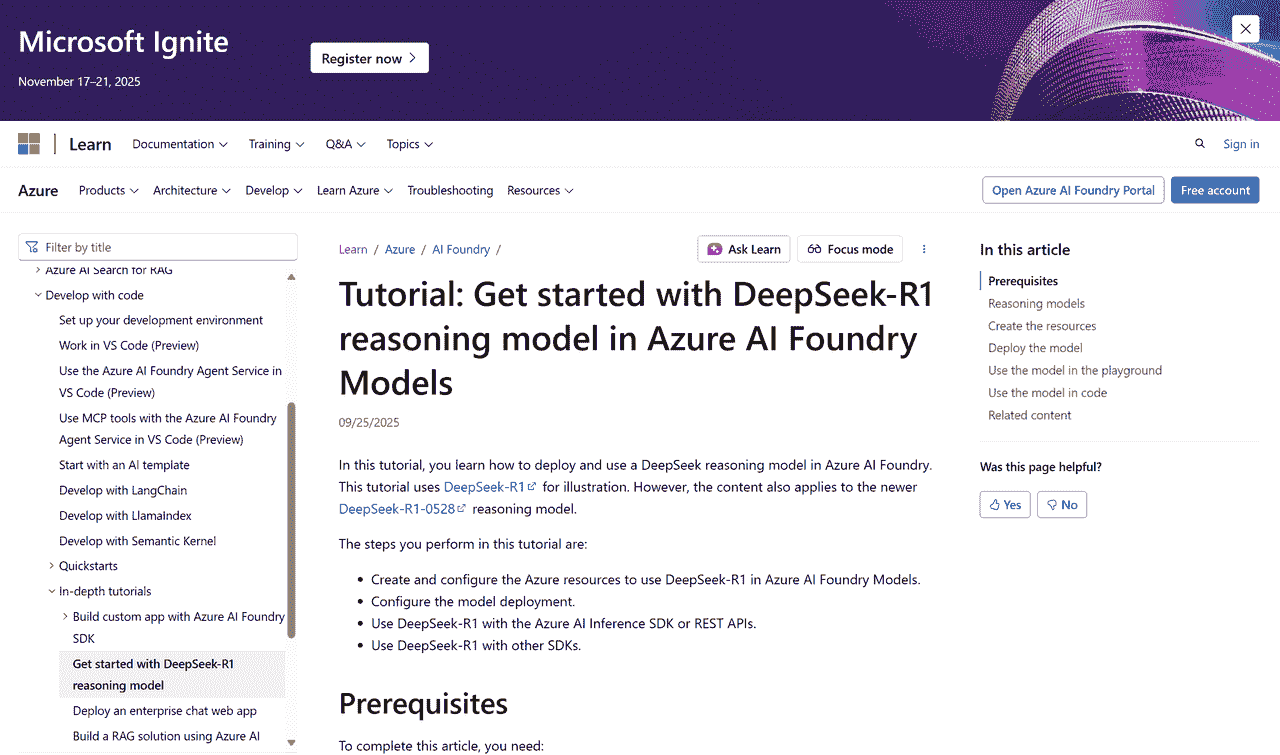 Microsoft Ignite
November 17–21, 2025
Register now
Learn
Documentation
Training
Q&A
Topics
Sign in
Azure
Products
Architecture
Develop
Learn Azure
Troubleshooting
Resources
Open Azure AI Foundry Portal
Free account
Filter by title
Azure AI Search for RAG
Develop with code
Set up your development environment
Work in VS Code (Preview)
Use the Azure AI Foundry Agent Service in
VS Code (Preview)
Use MCP tools with the Azure AI Foundry
Agent Service in VS Code (Preview)
Start with an AI template
Develop with LangChain
Develop with LlamaIndex
Develop with Semantic Kernel
Quickstarts
In-depth tutorials
Build custom app with Azure AI Foundry
SDK
Get started with DeepSeek-R1
reasoning model
Deploy an enterprise chat web app
Build a RAG solution using Azure AI
Learn / Azure / AI Foundry /
Ask Learn
Focus mode
Tutorial: Get started with DeepSeek-R1
reasoning model in Azure AI Foundry
Models
09/25/2025
In this tutorial, you learn how to deploy and use a DeepSeek reasoning model in Azure AI Foundry.
This tutorial uses DeepSeek-R1 for illustration. However, the content also applies to the newer
DeepSeek-R1-0528 reasoning model.
The steps you perform in this tutorial are:
• Create and configure the Azure resources to use DeepSeek-R1 in Azure AI Foundry Models.
• Configure the model deployment.
• Use DeepSeek-R1 with the Azure AI Inference SDK or REST APIs.
• Use DeepSeek-R1 with other SDKs.
Prerequisites
To complete this article, you need:
In this article
Prerequisites
Reasoning models
Create the resources
Deploy the model
Use the model in the playground
Use the model in code
Related content
Was this page helpful?
Yes
No